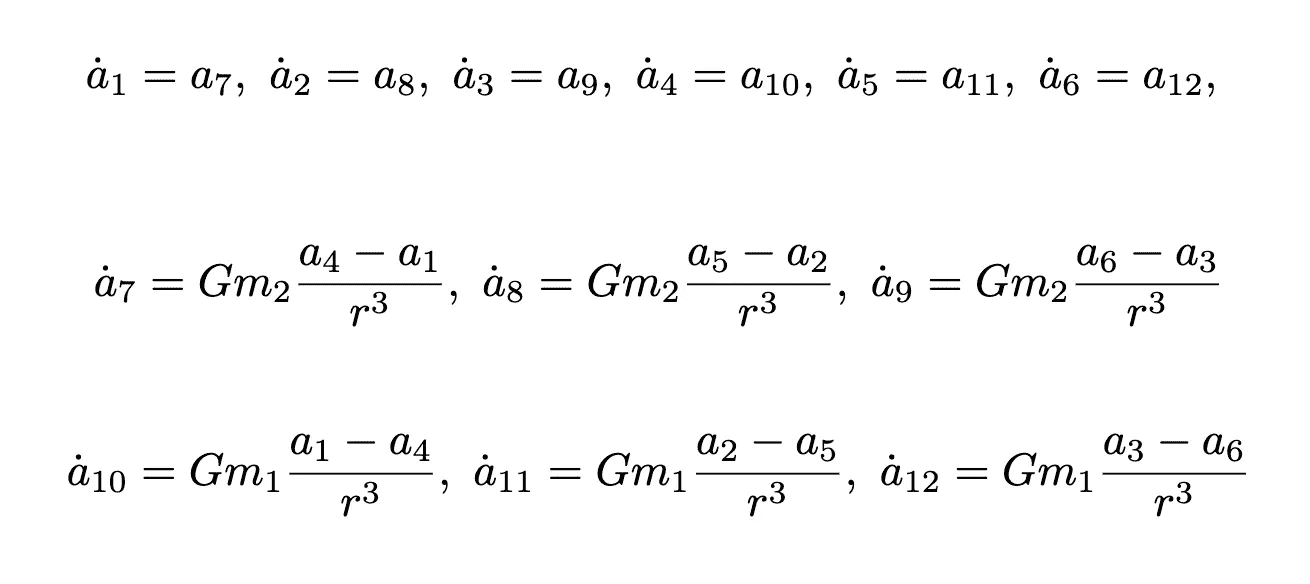 ȧ₁ = a₇, ȧ₂ = a₈, ȧ₃ = a₉, ȧ₄ = a₁₀, ȧ₅ = a₁₁, ȧ₆ = a₁₂,
ȧ₇ = Gm₂ (a₄ − a₁)/r³, ȧ₈ = Gm₂ (a₅ − a₂)/r³, ȧ₉ = Gm₂ (a₆ − a₃)/r³
ȧ₁₀ = Gm₁ (a₁ − a₄)/r³, ȧ₁₁ = Gm₁ (a₂ − a₅)/r³, ȧ₁₂ = Gm₁ (a₃ − a₆)/r³